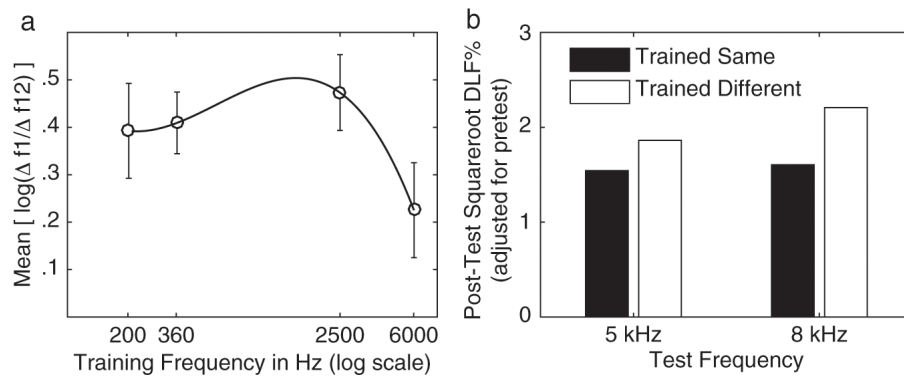 a
Mean [ log(Δ f1/Δ f12) ]
.5
.4
.3
.2
.1
200 360 2500 6000
Training Frequency in Hz (log scale)
b
Post-Test Squareroot DLF%
(adjusted for pretest)
3
2
1
0
Trained Same
Trained Different
5 kHz 8 kHz
Test Frequency